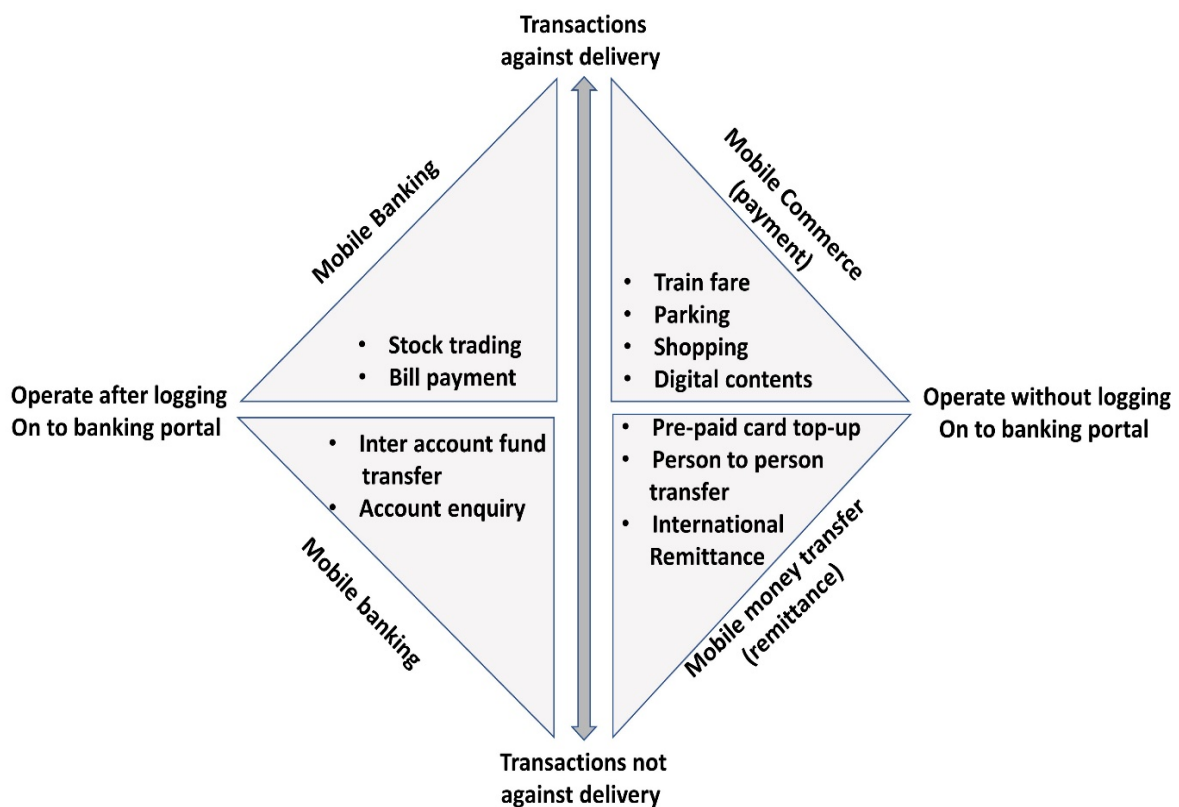 Transactions
against delivery
Mobile Banking
Mobile Commerce
(payment)
• Stock trading
• Bill payment
• Train fare
• Parking
• Shopping
• Digital contents
Operate after logging
On to banking portal
Operate without logging
On to banking portal
• Inter account fund
transfer
• Account enquiry
• Pre-paid card top-up
• Person to person
transfer
• International
Remittance
Mobile banking
Mobile money transfer
(remittance)
Transactions not
against delivery